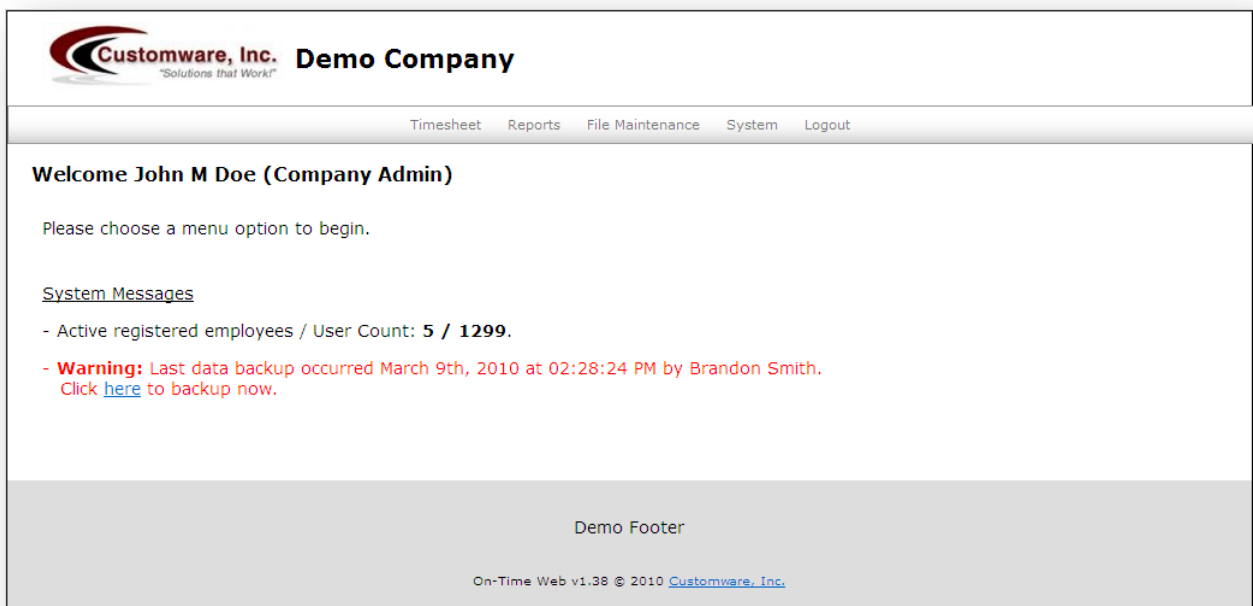 Customware, Inc.
"Solutions that Work!"
Demo Company
Timesheet Reports File Maintenance System Logout
Welcome John M Doe (Company Admin)
Please choose a menu option to begin.
System Messages
- Active registered employees / User Count: 5 / 1299.
- Warning: Last data backup occurred March 9th, 2010 at 02:28:24 PM by Brandon Smith.
Click here to backup now.
Demo Footer
On-Time Web v1.38 © 2010 Customware, Inc.